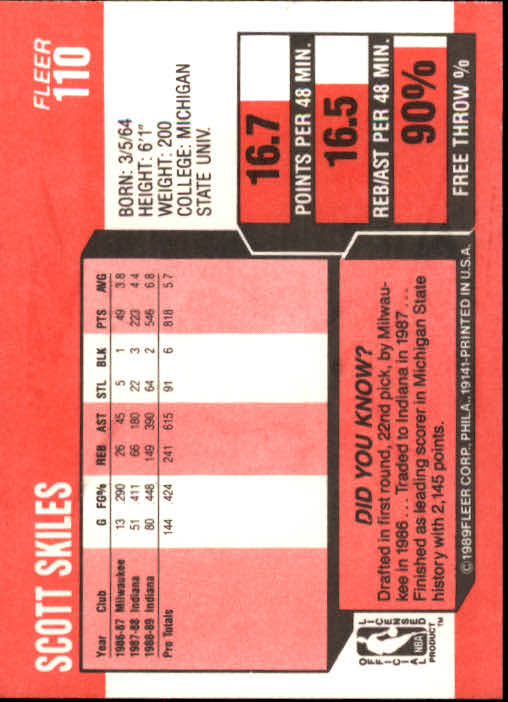 SCOTT SKILES
FLEER
110
BORN: 3/5/64
HEIGHT: 6'1"
WEIGHT: 200
COLLEGE: MICHIGAN
STATE UNIV.
Year Club G FG% REB AST STL BLK PTS AVG
1986-87 Milwaukee 13 .290 26 45 5 1 49 3.8
1987-88 Indiana 51 .411 66 180 22 3 223 4.4
1988-89 Indiana 80 .448 149 390 64 2 546 6.8
Pro Totals 144 .424 241 615 91 6 818 5.7
16.7
POINTS PER 48 MIN.
16.5
REB/AST PER 48 MIN.
90%
FREE THROW %
OFFICIAL
LICENSED
NBA
PRODUCT™
DID YOU KNOW?
Drafted in first round, 22nd pick, by Milwau-
kee in 1986 . . . Traded to Indiana in 1987 . . .
Finished as leading scorer in Michigan State
history with 2,145 points.
©1989FLEER CORP., PHILA., 19141-PRINTED IN U.S.A.